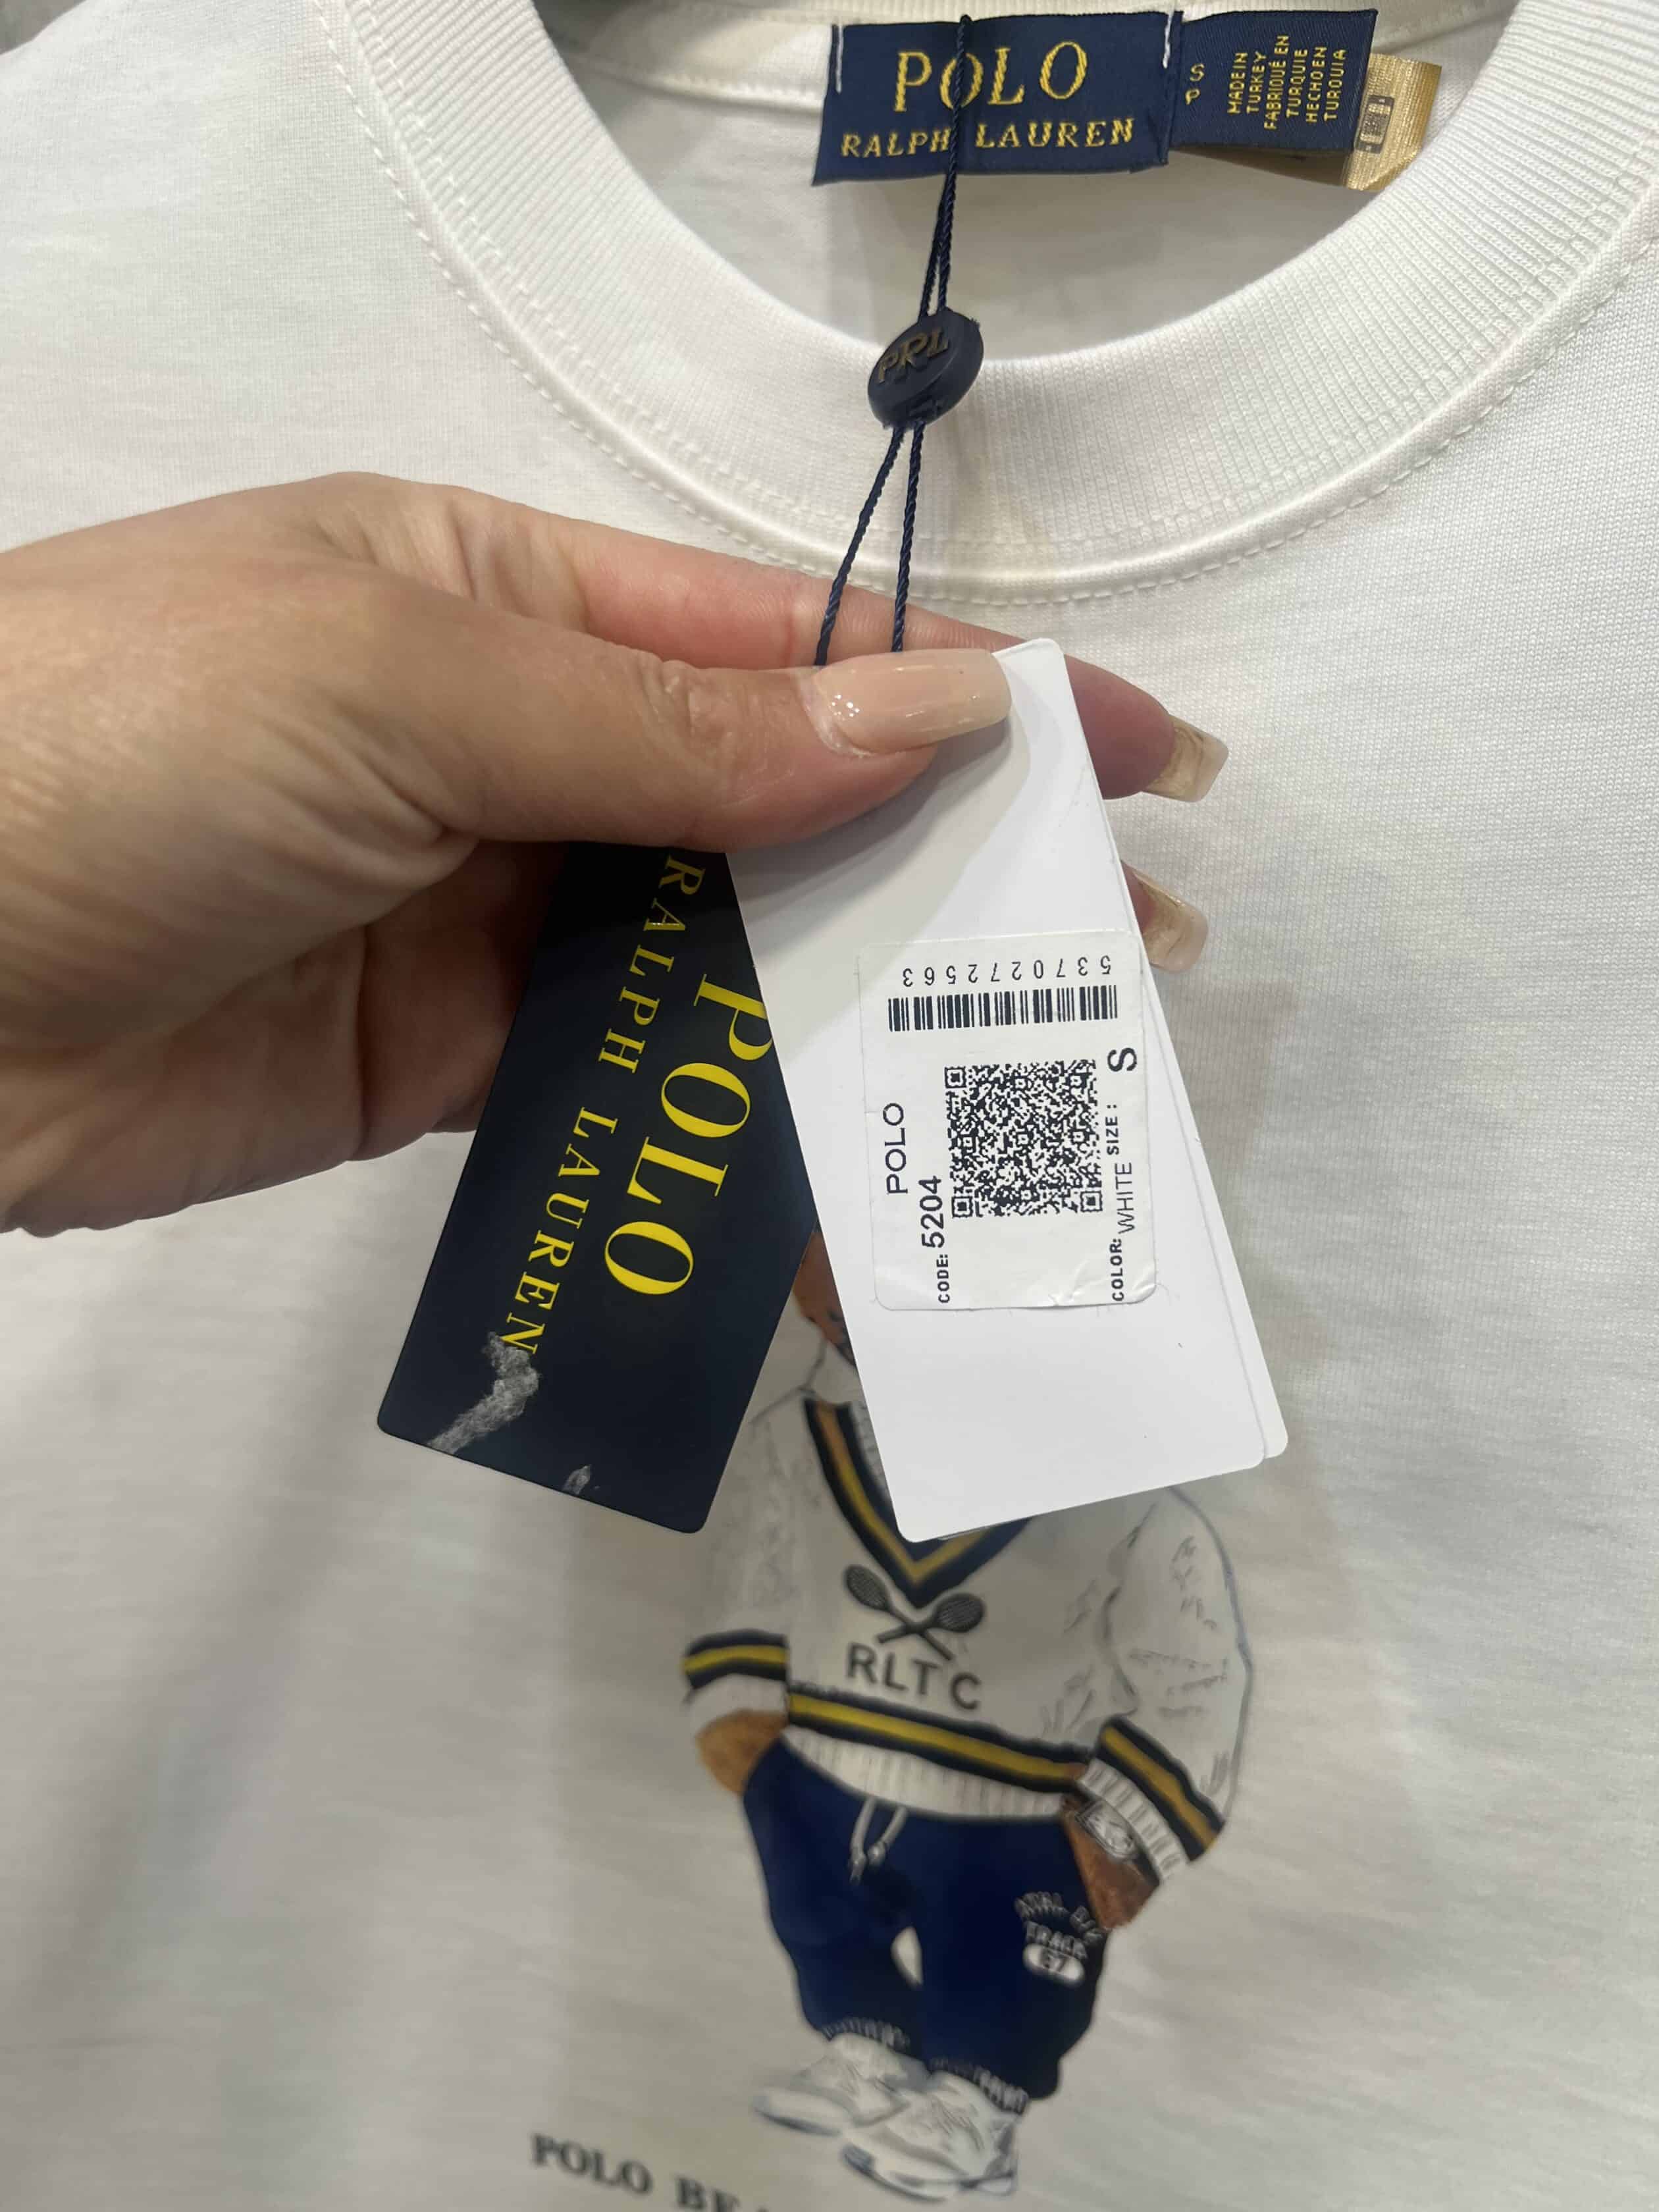 POLO
RALPH LAUREN
S
P
MADE IN
TURKEY
FABRIQUÉ EN
TURQUIE
HECHO EN
TURQUIA
PRL
POLO
RALPH LAUREN
5370272563
POLO
CODE: 5204
COLOR: WHITE SIZE: S
RLTC
TRACK
67
POLO